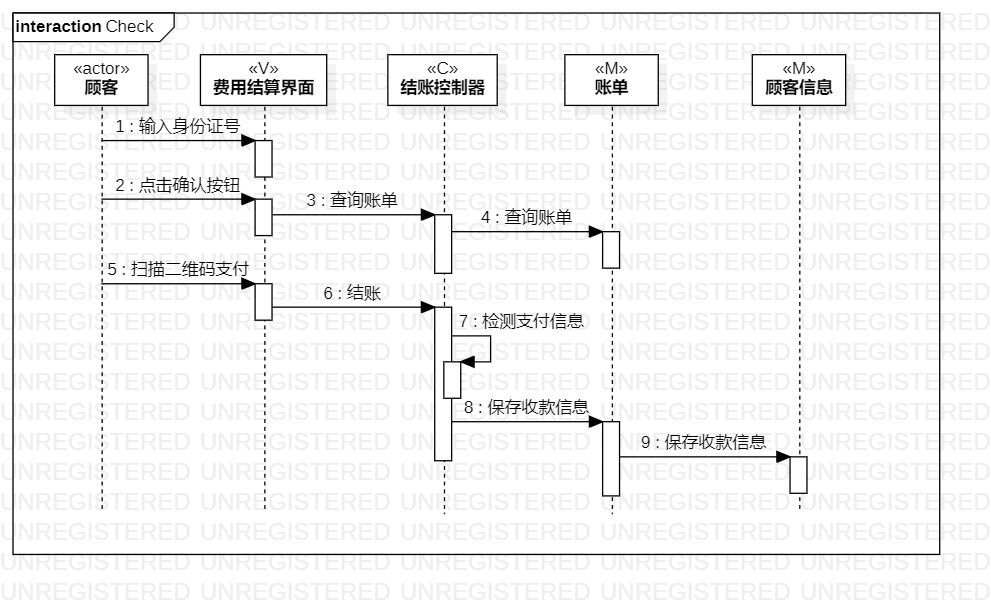 interaction Check
«actor»
顾客
«V»
费用结算界面
«C»
结账控制器
«M»
账单
«M»
顾客信息
1 : 输入身份证号
2 : 点击确认按钮
3 : 查询账单
4 : 查询账单
5 : 扫描二维码支付
6 : 结账
7 : 检测支付信息
8 : 保存收款信息
9 : 保存收款信息
UNREGISTERED